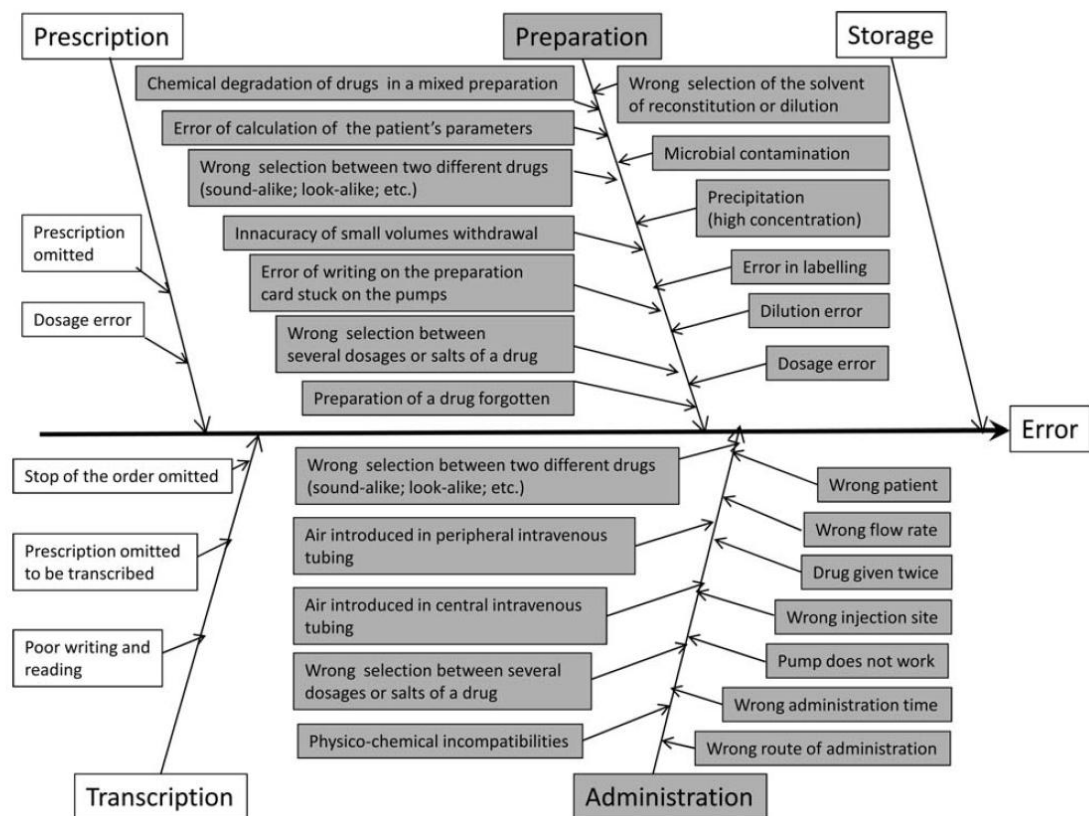 Prescription
Preparation
Storage
Chemical degradation of drugs in a mixed preparation
Error of calculation of the patient's parameters
Wrong selection between two different drugs
(sound-alike; look-alike; etc.)
Innacuracy of small volumes withdrawal
Error of writing on the preparation
card stuck on the pumps
Wrong selection between
several dosages or salts of a drug
Preparation of a drug forgotten
Wrong selection of the solvent
of reconstitution or dilution
Microbial contamination
Precipitation
(high concentration)
Error in labelling
Dilution error
Dosage error
Prescription
omitted
Dosage error
Error
Stop of the order omitted
Prescription omitted
to be transcribed
Poor writing and
reading
Wrong selection between two different drugs
(sound-alike; look-alike; etc.)
Air introduced in peripheral intravenous
tubing
Air introduced in central intravenous
tubing
Wrong selection between several
dosages or salts of a drug
Physico-chemical incompatibilities
Wrong patient
Wrong flow rate
Drug given twice
Wrong injection site
Pump does not work
Wrong administration time
Wrong route of administration
Transcription
Administration